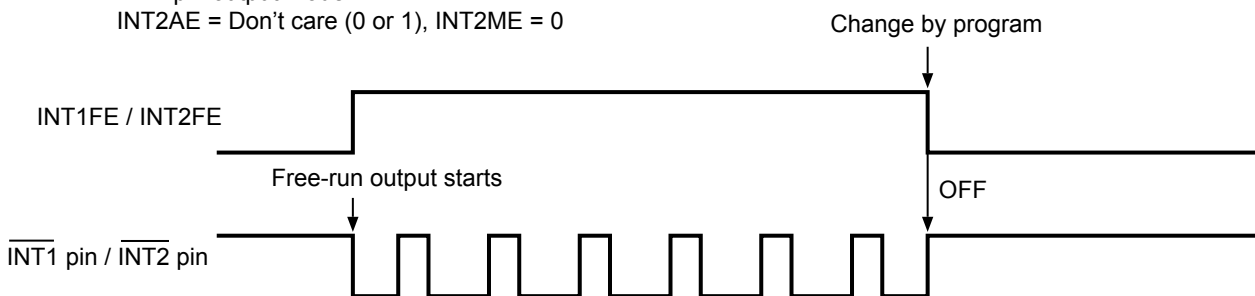 INT2AE = Don't care (0 or 1), INT2ME = 0
Change by program
INT1FE / INT2FE
Free-run output starts
OFF
INT1 pin / INT2 pin